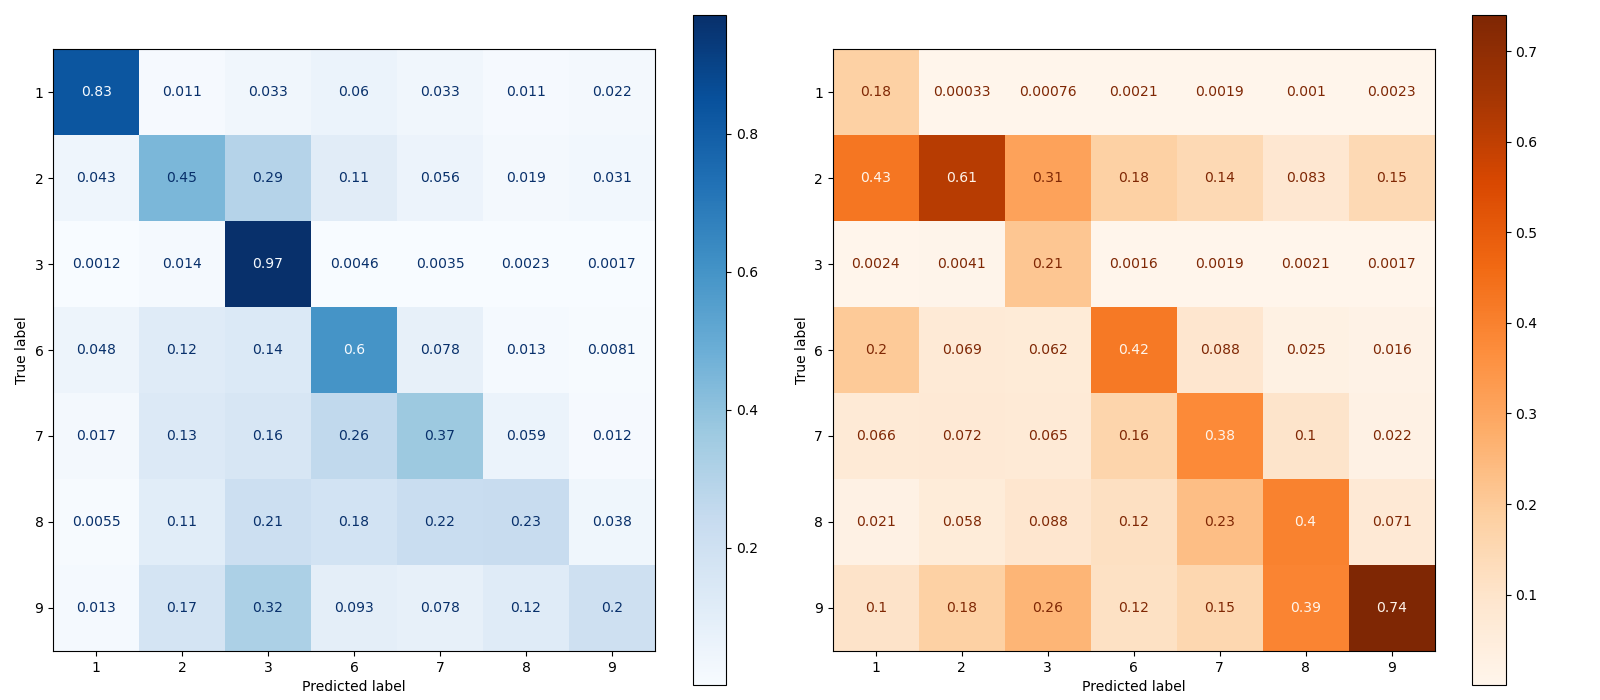 1 0.83 0.011 0.033 0.06 0.033 0.011 0.022
2 0.043 0.45 0.29 0.11 0.056 0.019 0.031
3 0.0012 0.014 0.97 0.0046 0.0035 0.0023 0.0017
6 0.048 0.12 0.14 0.6 0.078 0.013 0.0081
7 0.017 0.13 0.16 0.26 0.37 0.059 0.012
8 0.0055 0.11 0.21 0.18 0.22 0.23 0.038
9 0.013 0.17 0.32 0.093 0.078 0.12 0.2
1 2 3 6 7 8 9
True label
Predicted label
0.8
0.6
0.4
0.2
1 0.18 0.00033 0.00076 0.0021 0.0019 0.001 0.0023
2 0.43 0.61 0.31 0.18 0.14 0.083 0.15
3 0.0024 0.0041 0.21 0.0016 0.0019 0.0021 0.0017
6 0.2 0.069 0.062 0.42 0.088 0.025 0.016
7 0.066 0.072 0.065 0.16 0.38 0.1 0.022
8 0.021 0.058 0.088 0.12 0.23 0.4 0.071
9 0.1 0.18 0.26 0.12 0.15 0.39 0.74
1 2 3 6 7 8 9
True label
Predicted label
0.7
0.6
0.5
0.4
0.3
0.2
0.1